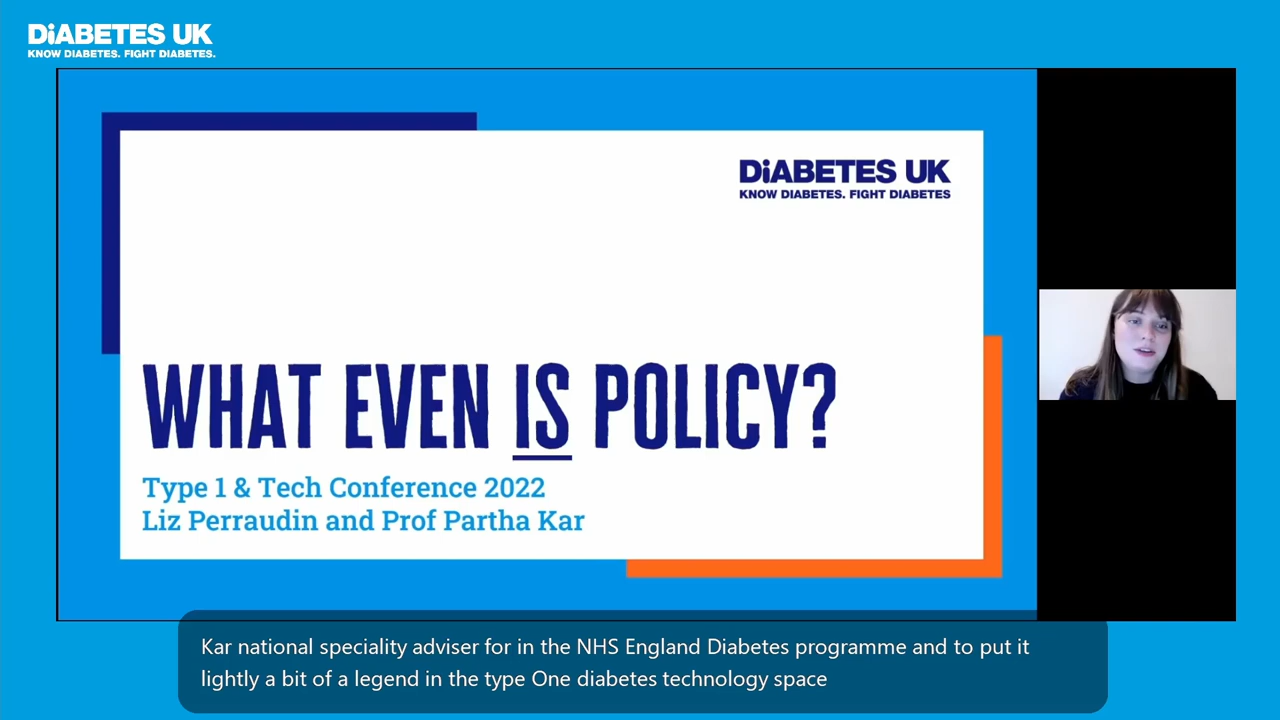 DiABETES UK
KNOW DIABETES. FIGHT DIABETES.
DiABETES UK
KNOW DIABETES. FIGHT DIABETES
WHAT EVEN IS POLICY?
Type 1 & Tech Conference 2022
Liz Perraudin and Prof Partha Kar
Kar national speciality adviser for in the NHS England Diabetes programme and to put it
lightly a bit of a legend in the type One diabetes technology space